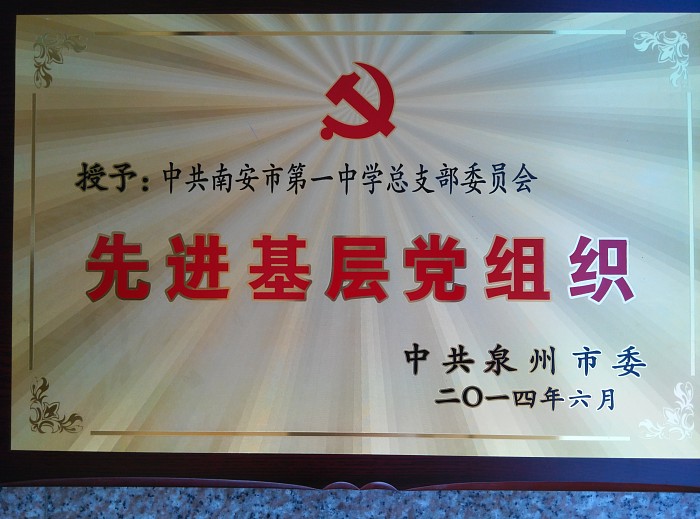 授予：中共南安市第一中学总支部委员会
先进基层党组织
中共泉州市委
二〇一四年六月